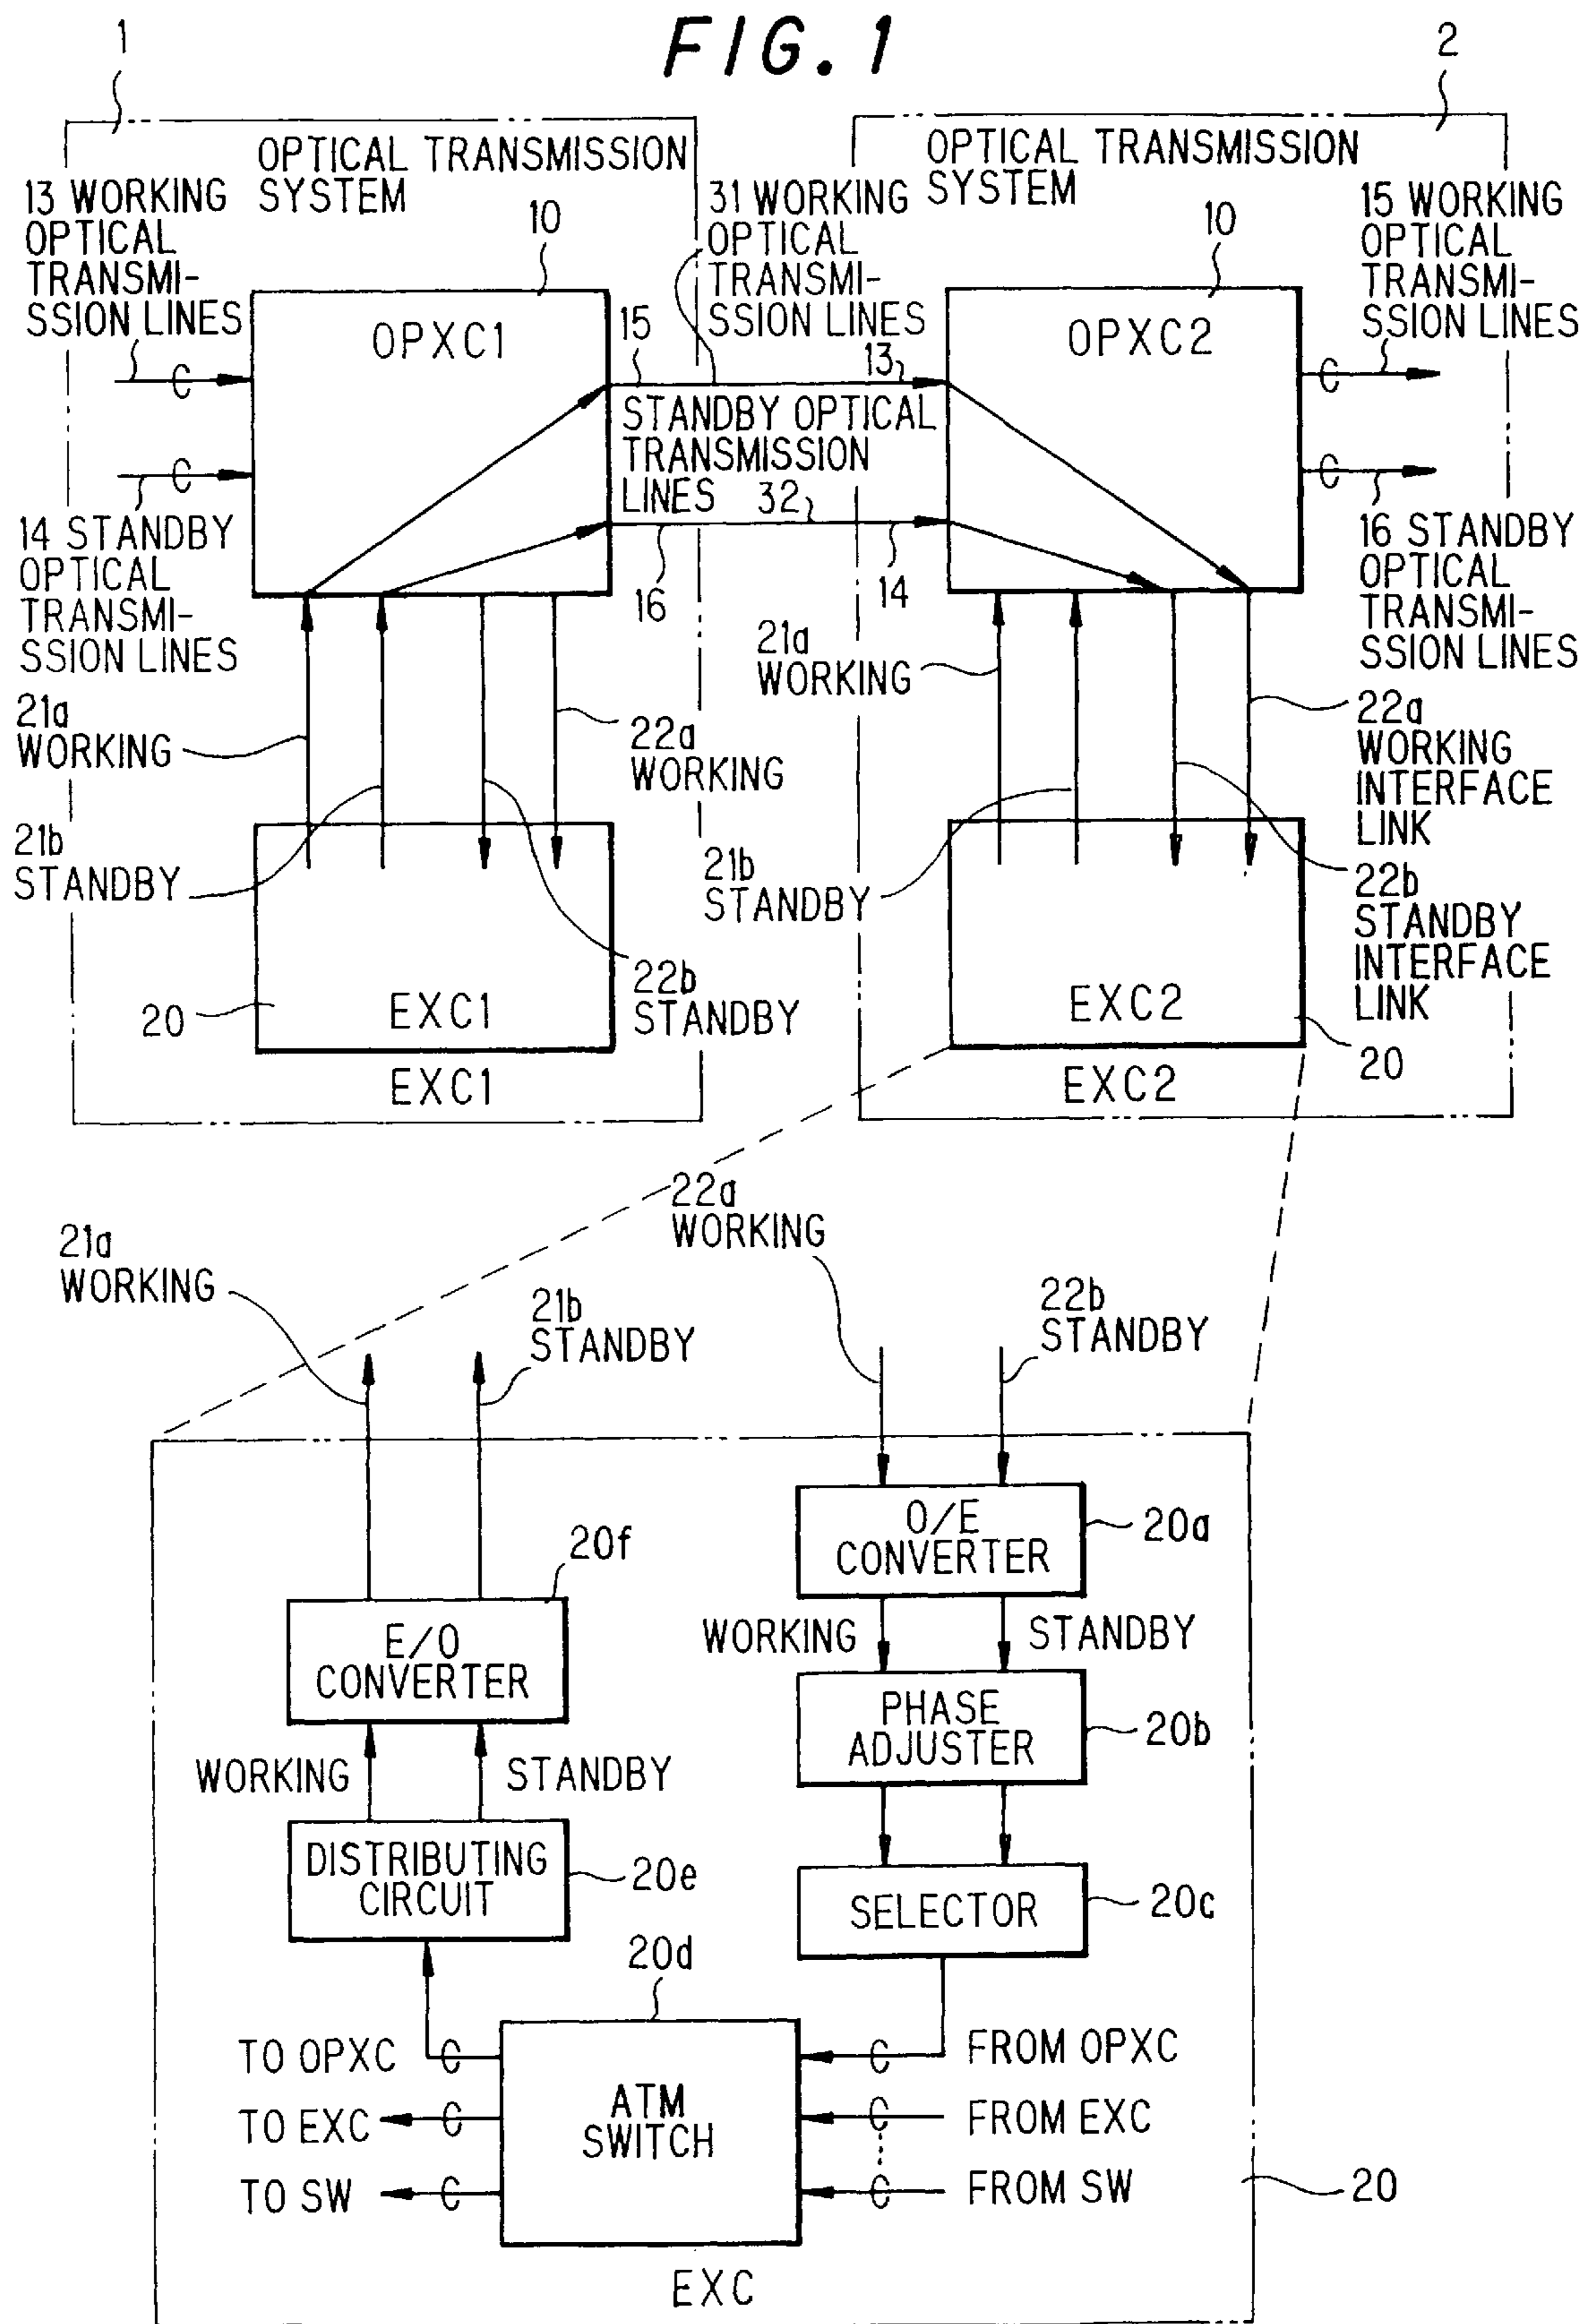 FIG. 1
1
2
OPTICAL TRANSMISSION
SYSTEM
OPTICAL TRANSMISSION
SYSTEM
13 WORKING
OPTICAL
TRANSMI-
SSION LINES
10
31 WORKING
OPTICAL
TRANSMI-
SSION LINES
10
15 WORKING
OPTICAL
TRANSMI-
SSION LINES
OPXC1
15
13
OPXC2
STANDBY OPTICAL
TRANSMISSION
LINES
32
14 STANDBY
OPTICAL
TRANSMI-
SSION LINES
16
14
16 STANDBY
OPTICAL
TRANSMI-
SSION LINES
21a
WORKING
22a
WORKING
21a
WORKING
22a
WORKING
INTERFACE
LINK
21b
STANDBY
22b
STANDBY
21b
STANDBY
22b
STANDBY
INTERFACE
LINK
20
EXC1
EXC1
EXC2
20
EXC2
21a
WORKING
21b
STANDBY
22a
WORKING
22b
STANDBY
O/E
CONVERTER
20a
20f
E/O
CONVERTER
WORKING
STANDBY
PHASE
ADJUSTER
20b
WORKING
STANDBY
DISTRIBUTING
CIRCUIT
20e
SELECTOR
20c
20d
TO OPXC
FROM OPXC
ATM
SWITCH
TO EXC
FROM EXC
TO SW
FROM SW
20
EXC